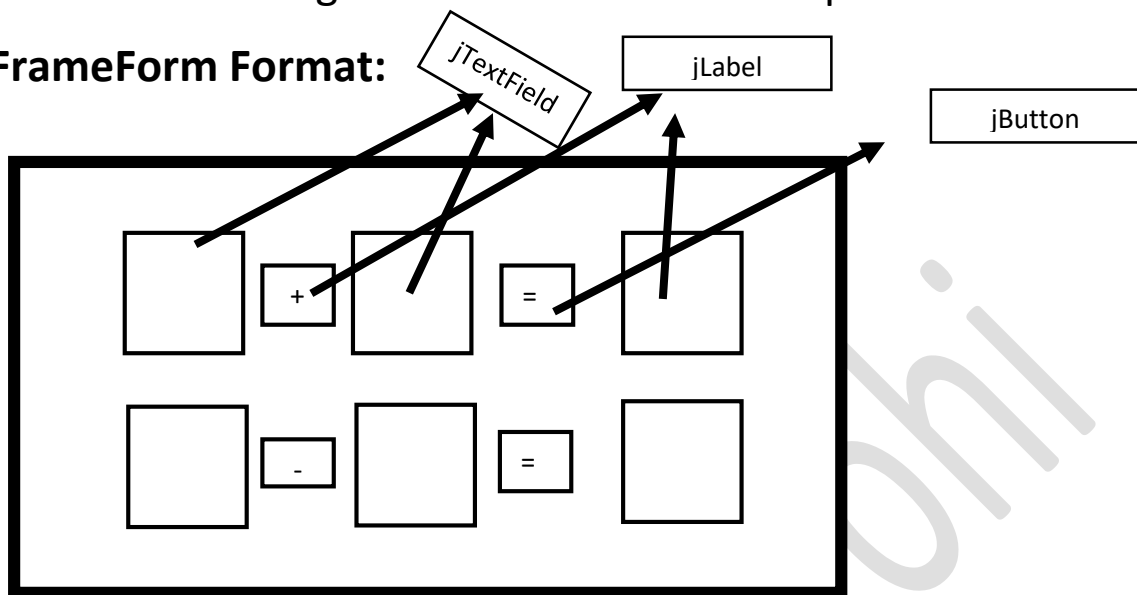 FrameForm Format:
jTextField
jLabel
jButton
+
=
-
=